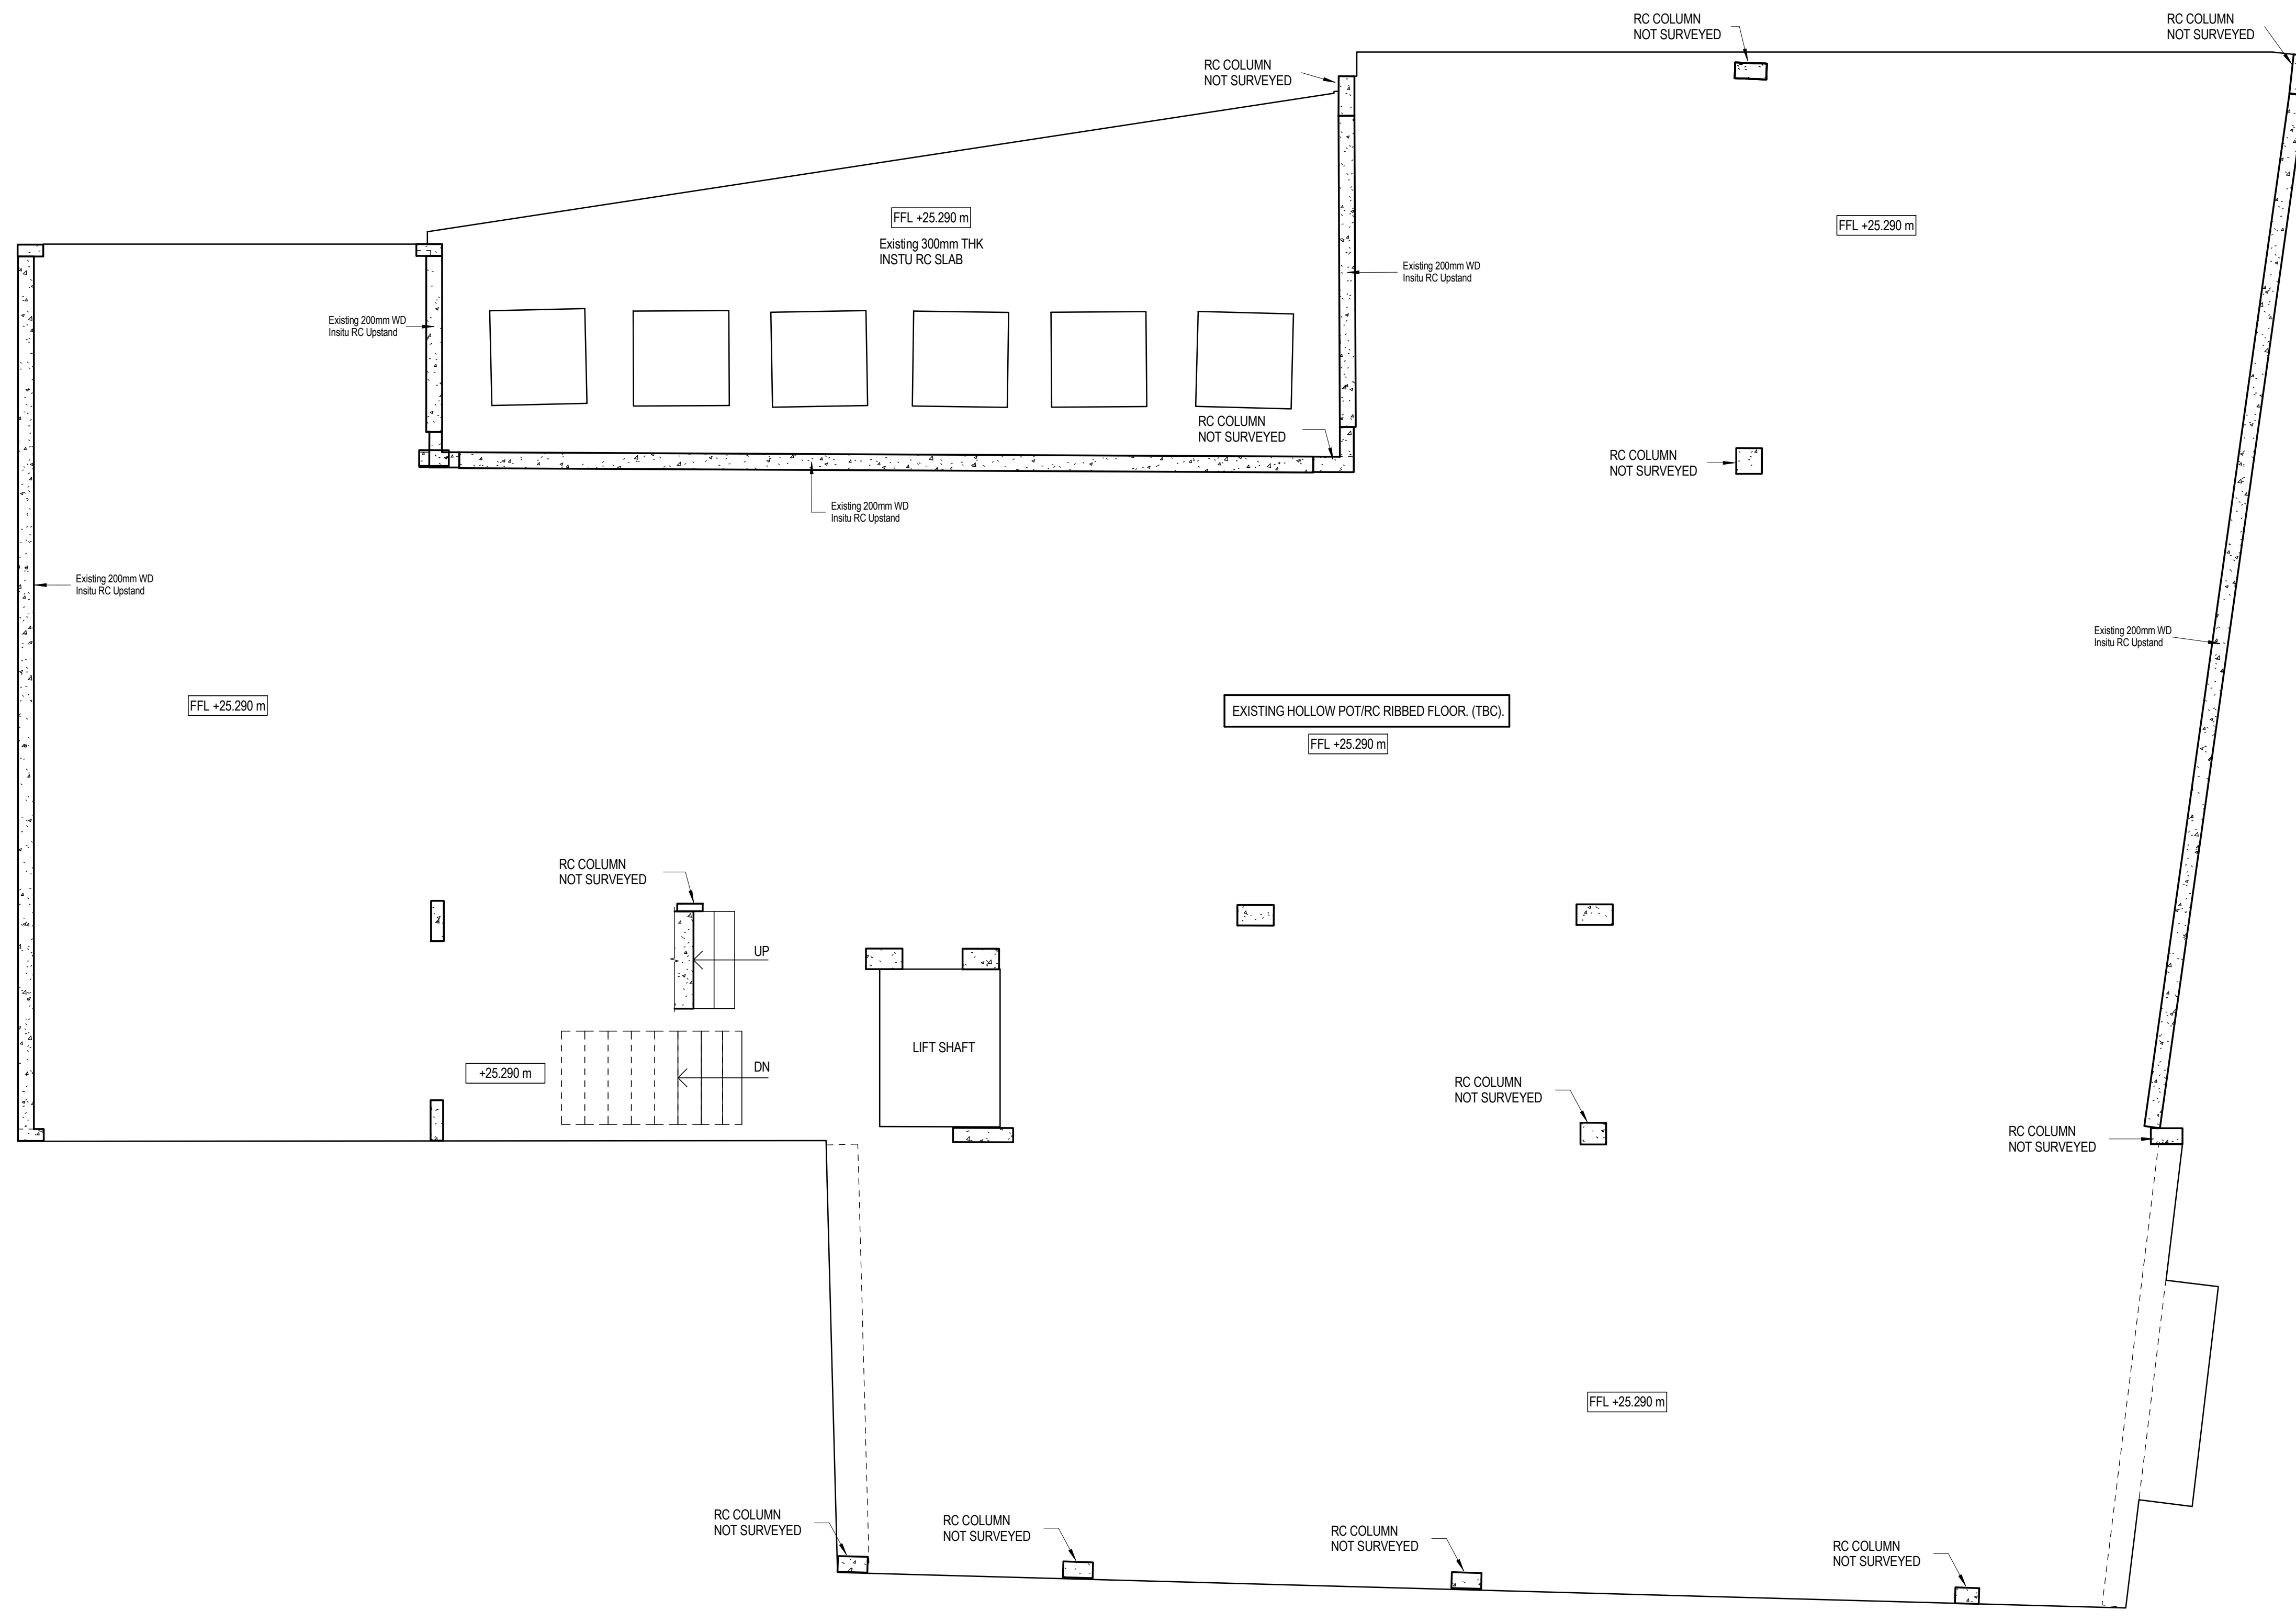 RC COLUMN
NOT SURVEYED
RC COLUMN
NOT SURVEYED
RC COLUMN
NOT SURVEYED
FFL +25.290 m
Existing 300mm THK
INSTU RC SLAB
FFL +25.290 m
Existing 200mm WD
Insitu RC Upstand
Existing 200mm WD
Insitu RC Upstand
RC COLUMN
NOT SURVEYED
RC COLUMN
NOT SURVEYED
Existing 200mm WD
Insitu RC Upstand
Existing 200mm WD
Insitu RC Upstand
Existing 200mm WD
Insitu RC Upstand
FFL +25.290 m
EXISTING HOLLOW POT/RC RIBBED FLOOR. (TBC).
FFL +25.290 m
RC COLUMN
NOT SURVEYED
UP
LIFT SHAFT
DN
+25.290 m
RC COLUMN
NOT SURVEYED
RC COLUMN
NOT SURVEYED
FFL +25.290 m
RC COLUMN
NOT SURVEYED
RC COLUMN
NOT SURVEYED
RC COLUMN
NOT SURVEYED
RC COLUMN
NOT SURVEYED